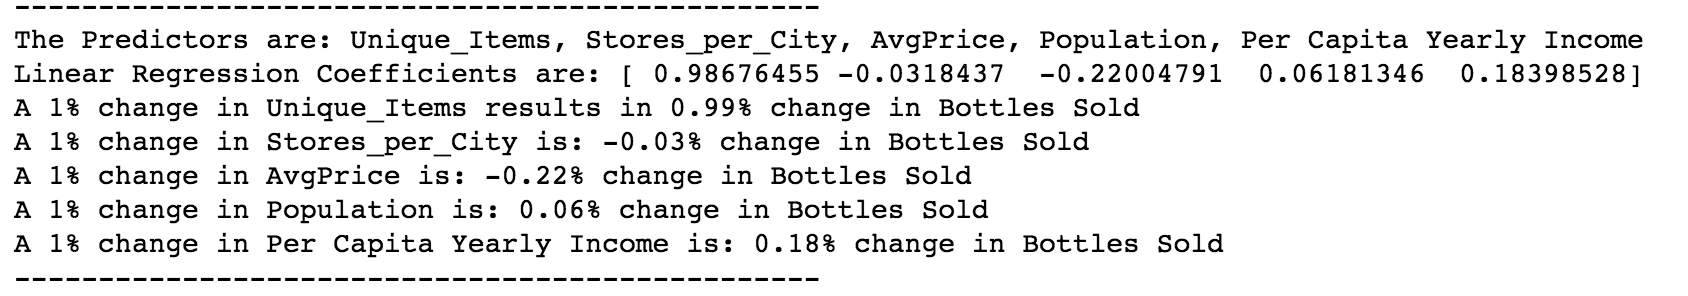 ------------------------------------------------
The Predictors are: Unique_Items, Stores_per_City, AvgPrice, Population, Per Capita Yearly Income
Linear Regression Coefficients are: [ 0.98676455 -0.0318437  -0.22004791  0.06181346  0.18398528]
A 1% change in Unique_Items results in 0.99% change in Bottles Sold
A 1% change in Stores_per_City is: -0.03% change in Bottles Sold
A 1% change in AvgPrice is: -0.22% change in Bottles Sold
A 1% change in Population is: 0.06% change in Bottles Sold
A 1% change in Per Capita Yearly Income is: 0.18% change in Bottles Sold
------------------------------------------------